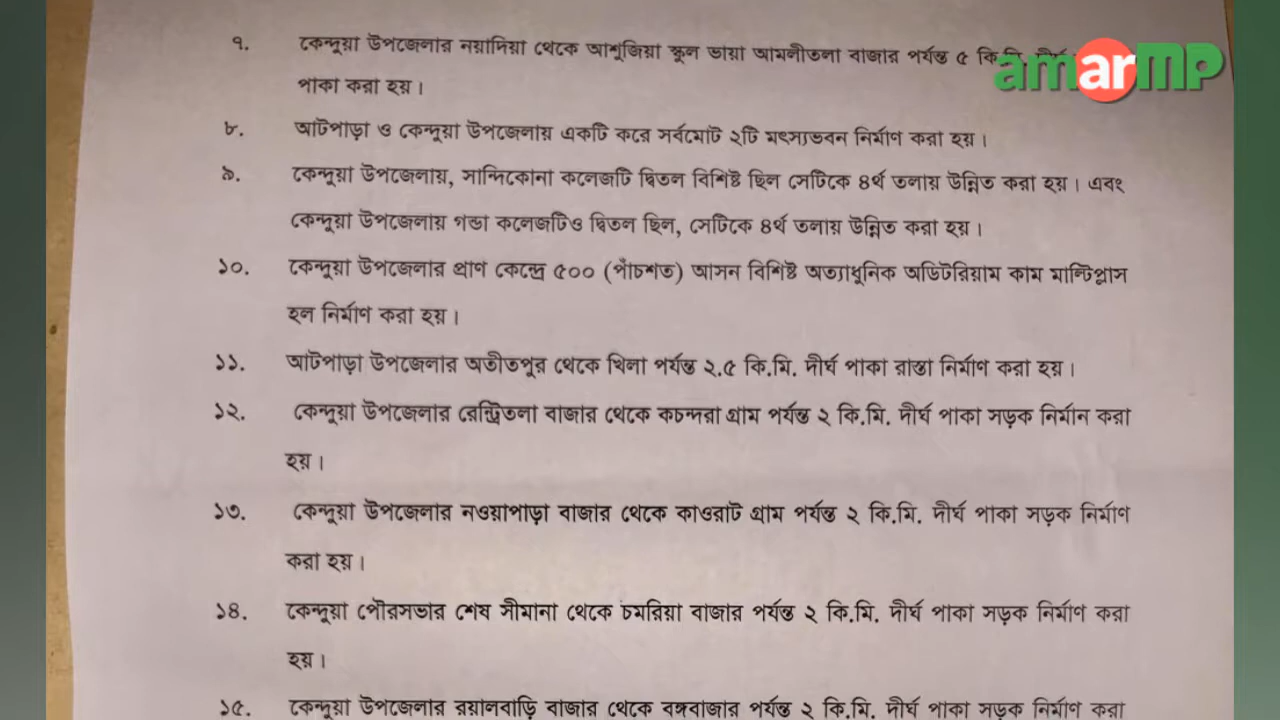 ৭. কেন্দুয়া উপজেলার নয়াদিয়া থেকে আশুজিয়া স্কুল ভায়া আমলীতলা বাজার পর্যন্ত ৫ কি.মি. দীর্ঘ
amarMP
পাকা করা হয়।
৮. আটপাড়া ও কেন্দুয়া উপজেলায় একটি করে সর্বমোট ২টি মৎস্যভবন নির্মাণ করা হয়।
৯. কেন্দুয়া উপজেলায়, সান্দিকোনা কলেজটি দ্বিতল বিশিষ্ট ছিল সেটিকে ৪র্থ তলায় উন্নিত করা হয়। এবং
কেন্দুয়া উপজেলায় গন্ডা কলেজটিও দ্বিতল ছিল, সেটিকে ৪র্থ তলায় উন্নিত করা হয়।
১০. কেন্দুয়া উপজেলার প্রাণ কেন্দ্রে ৫০০ (পাঁচশত) আসন বিশিষ্ট অত্যাধুনিক অডিটরিয়াম কাম মাল্টিপ্লাস
হল নির্মাণ করা হয়।
১১. আটপাড়া উপজেলার অতীতপুর থেকে খিলা পর্যন্ত ২.৫ কি.মি. দীর্ঘ পাকা রাস্তা নির্মাণ করা হয়।
১২. কেন্দুয়া উপজেলার রেন্ট্রিতলা বাজার থেকে কচন্দরা গ্রাম পর্যন্ত ২ কি.মি. দীর্ঘ পাকা সড়ক নির্মান করা
হয়।
১৩. কেন্দুয়া উপজেলার নওয়াপাড়া বাজার থেকে কাওরাট গ্রাম পর্যন্ত ২ কি.মি. দীর্ঘ পাকা সড়ক নির্মাণ
করা হয়।
১৪. কেন্দুয়া পৌরসভার শেষ সীমানা থেকে চমরিয়া বাজার পর্যন্ত ২ কি.মি. দীর্ঘ পাকা সড়ক নির্মাণ করা
হয়।
১৫. কেন্দুয়া উপজেলার রয়ালবাড়ি বাজার থেকে বঙ্গবাজার পর্যন্ত ২ কি.মি. দীর্ঘ পাকা সড়ক নির্মাণ করা